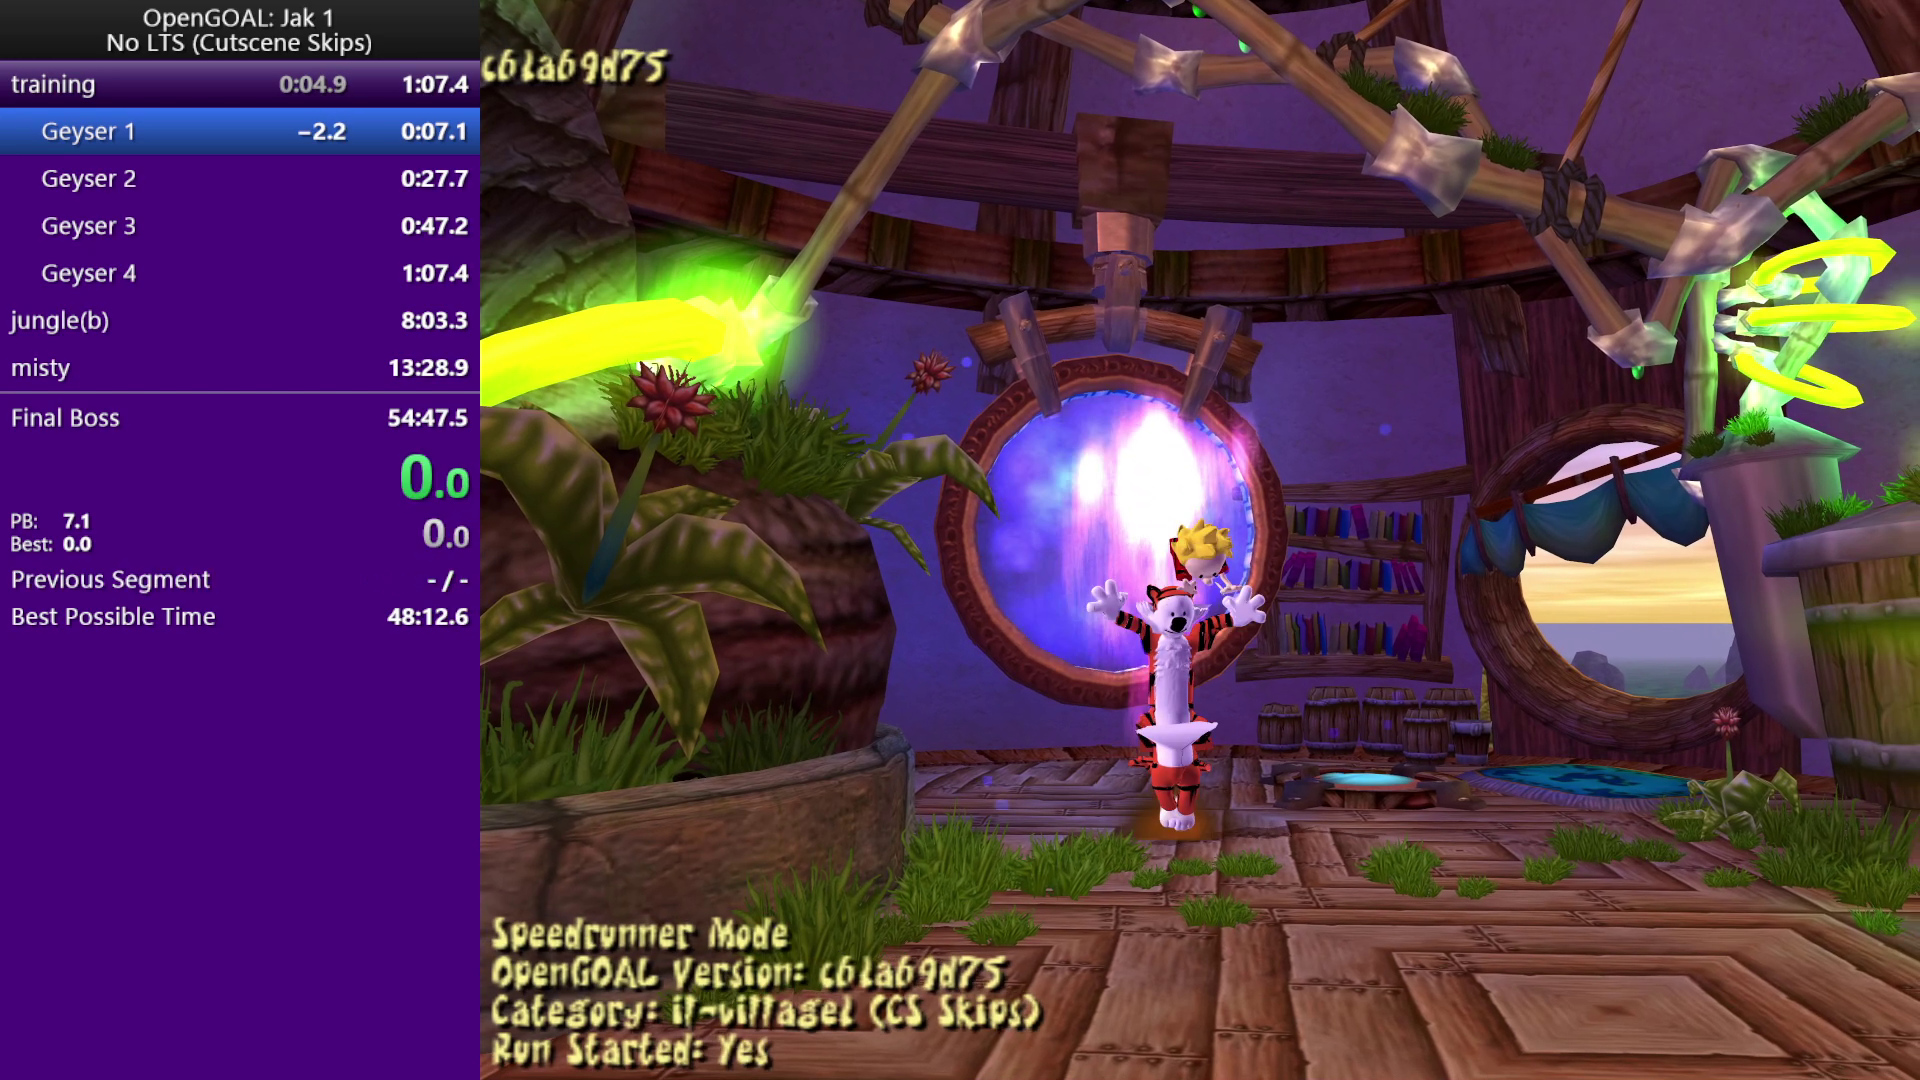 OpenGOAL: Jak 1
No LTS (Cutscene Skips)
training 0:04.9 1:07.4
Geyser 1 −2.2 0:07.1
Geyser 2 0:27.7
Geyser 3 0:47.2
Geyser 4 1:07.4
jungle(b) 8:03.3
misty 13:28.9
Final Boss 54:47.5
0.0
PB: 7.1
Best: 0.0
0.0
Previous Segment - / -
Best Possible Time 48:12.6
c61a69d75
Speedrunner Mode
OpenGOAL Version: c61a69d75
Category: il-village1 (CS Skips)
Run Started: Yes